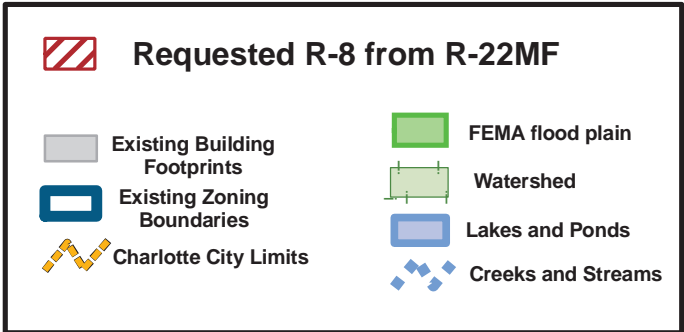 Requested R-8 from R-22MF
Existing Building
Footprints
Existing Zoning
Boundaries
Charlotte City Limits
FEMA flood plain
Watershed
Lakes and Ponds
Creeks and Streams